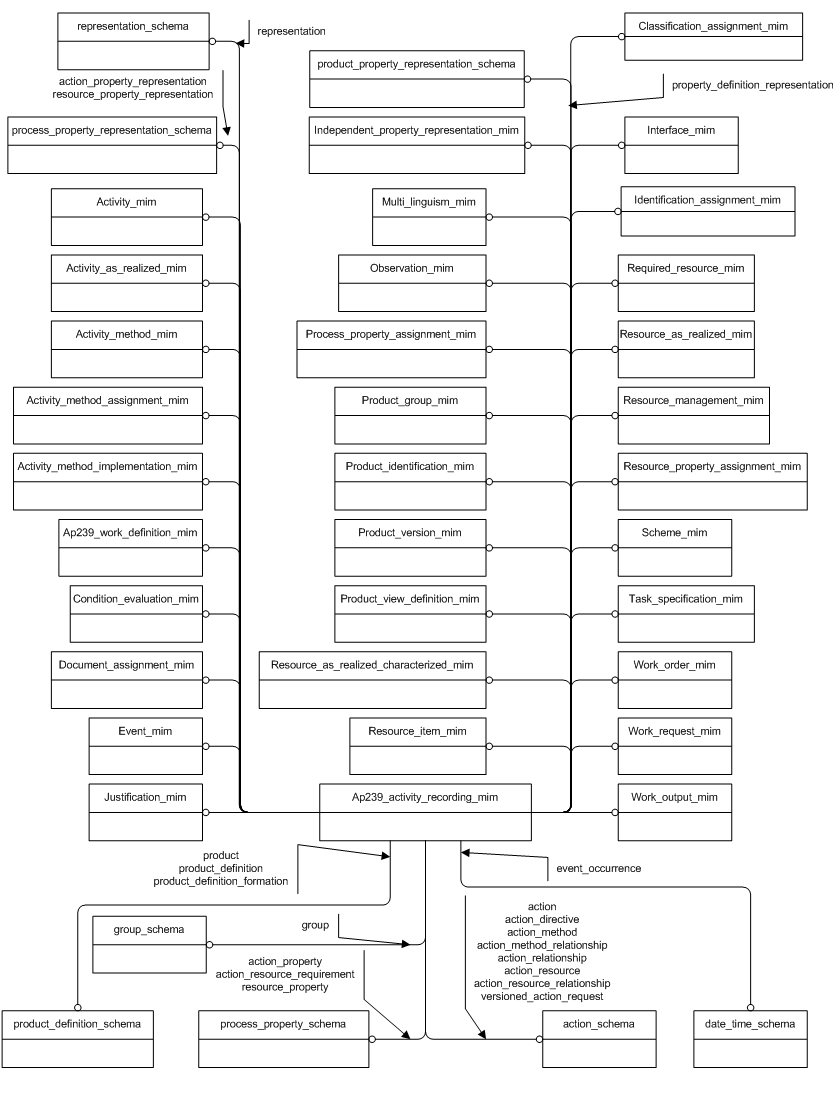 representation_schema
representation
Classification_assignment_mim
action_property_representation
resource_property_representation
product_property_representation_schema
property_definition_representation
process_property_representation_schema
Independent_property_representation_mim
Interface_mim
Activity_mim
Multi_linguism_mim
Identification_assignment_mim
Activity_as_realized_mim
Observation_mim
Required_resource_mim
Activity_method_mim
Process_property_assignment_mim
Resource_as_realized_mim
Activity_method_assignment_mim
Product_group_mim
Resource_management_mim
Activity_method_implementation_mim
Product_identification_mim
Resource_property_assignment_mim
Ap239_work_definition_mim
Product_version_mim
Scheme_mim
Condition_evaluation_mim
Product_view_definition_mim
Task_specification_mim
Document_assignment_mim
Resource_as_realized_characterized_mim
Work_order_mim
Event_mim
Resource_item_mim
Work_request_mim
Justification_mim
Ap239_activity_recording_mim
Work_output_mim
product
product_definition
product_definition_formation
event_occurrence
group_schema
group
action
action_directive
action_method
action_method_relationship
action_relationship
action_resource
action_resource_relationship
versioned_action_request
action_property
action_resource_requirement
resource_property
product_definition_schema
process_property_schema
action_schema
date_time_schema